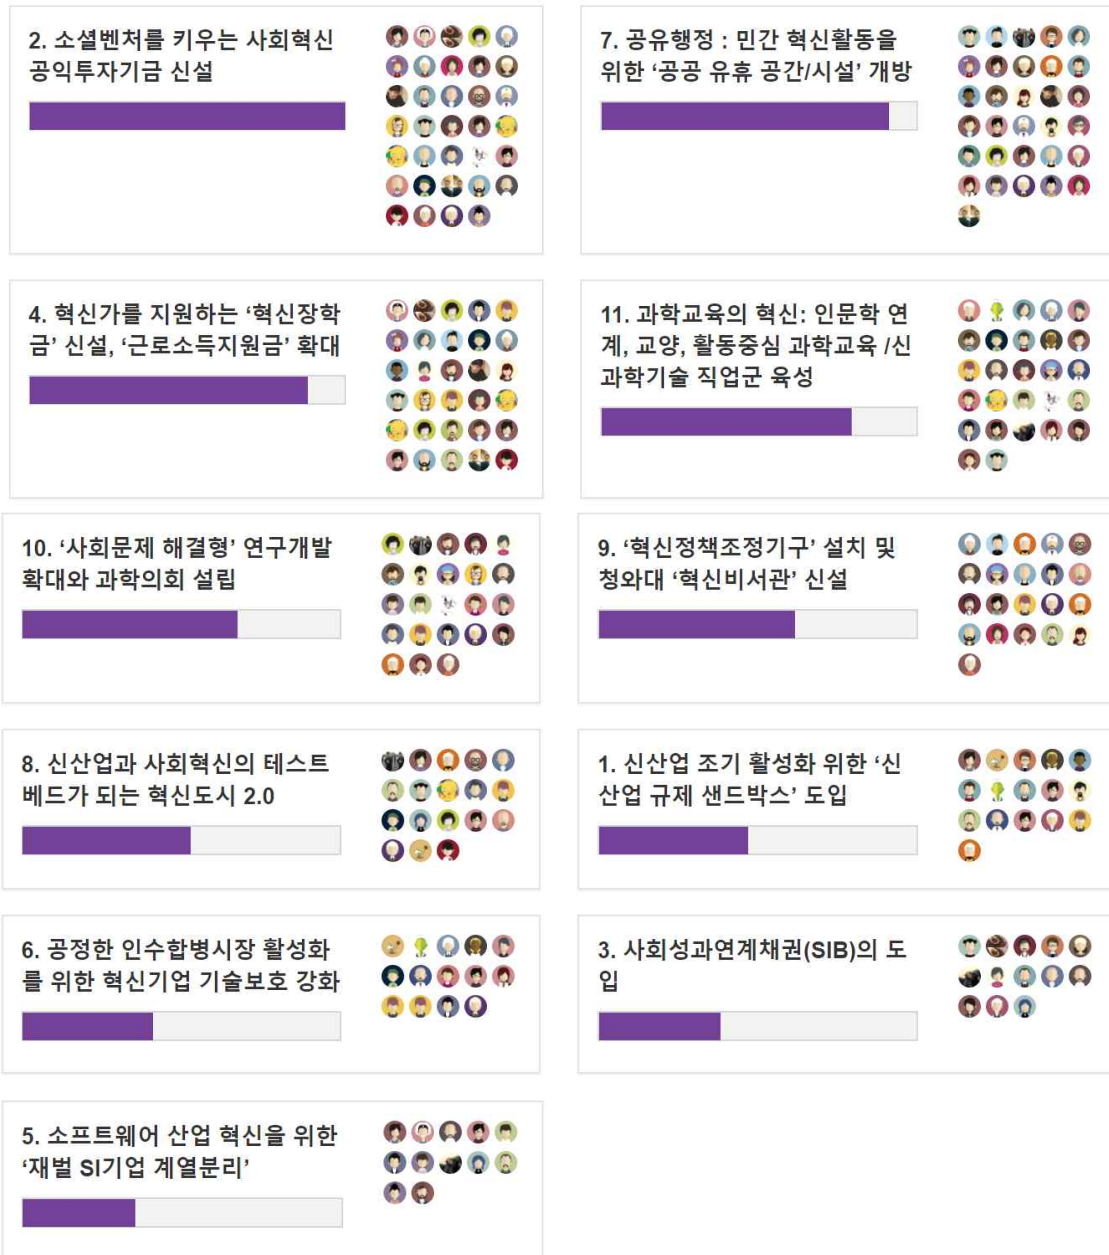 2. 소셜벤처를 키우는 사회혁신
공익투자기금 신설
7. 공유행정 : 민간 혁신활동을
위한 ‘공공 유휴 공간/시설’ 개방
4. 혁신가를 지원하는 ‘혁신장학
금’ 신설, ‘근로소득지원금’ 확대
11. 과학교육의 혁신: 인문학 연
계, 교양, 활동중심 과학교육 /신
과학기술 직업군 육성
10. ‘사회문제 해결형’ 연구개발
확대와 과학의회 설립
9. ‘혁신정책조정기구’ 설치 및
청와대 ‘혁신비서관’ 신설
8. 신산업과 사회혁신의 테스트
베드가 되는 혁신도시 2.0
1. 신산업 조기 활성화 위한 ‘신
산업 규제 샌드박스’ 도입
6. 공정한 인수합병시장 활성화
를 위한 혁신기업 기술보호 강화
3. 사회성과연계채권(SIB)의 도
입
5. 소프트웨어 산업 혁신을 위한
‘재벌 SI기업 계열분리’